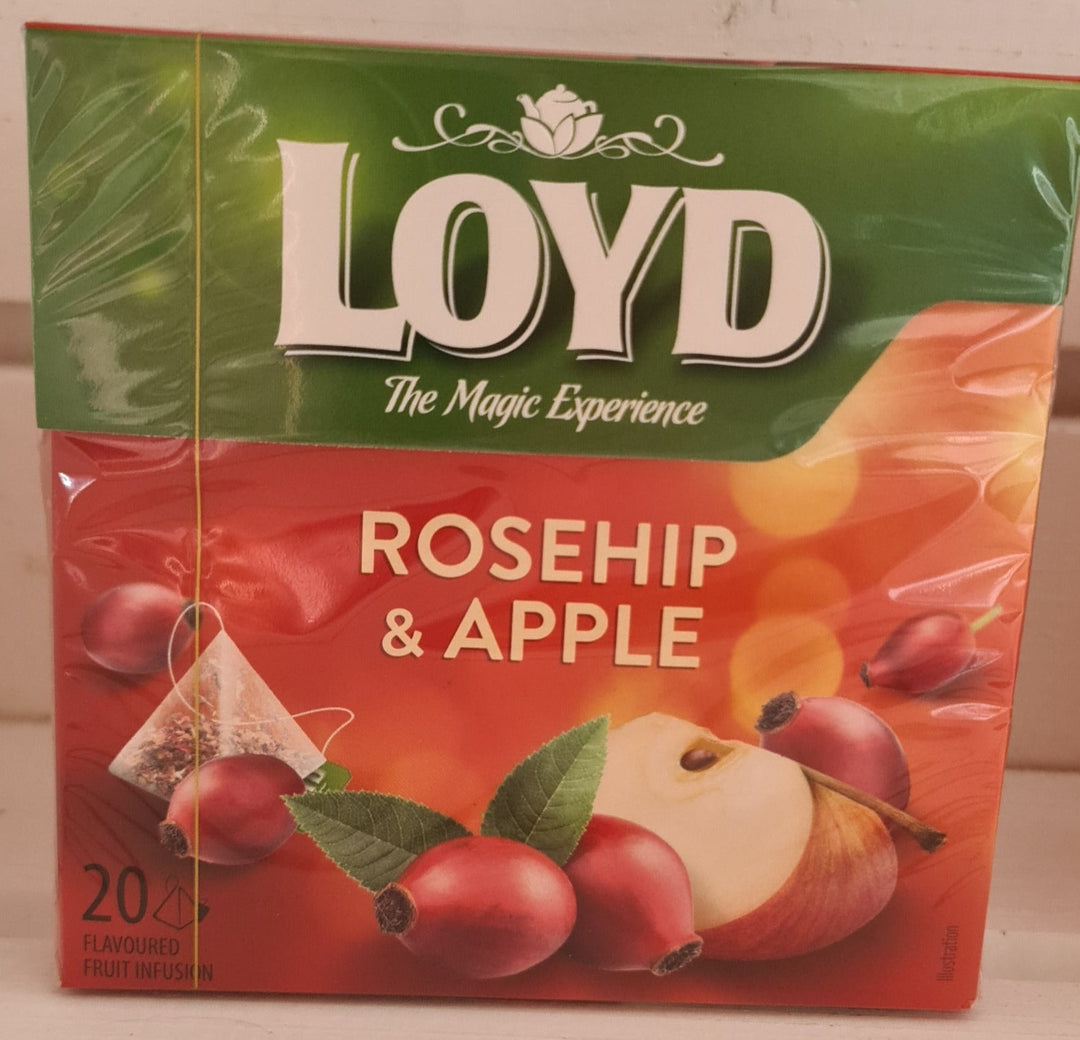 LOYD
The Magic Experience
ROSEHIP
& APPLE
20
FLAVOURED
FRUIT INFUSION
Illustration